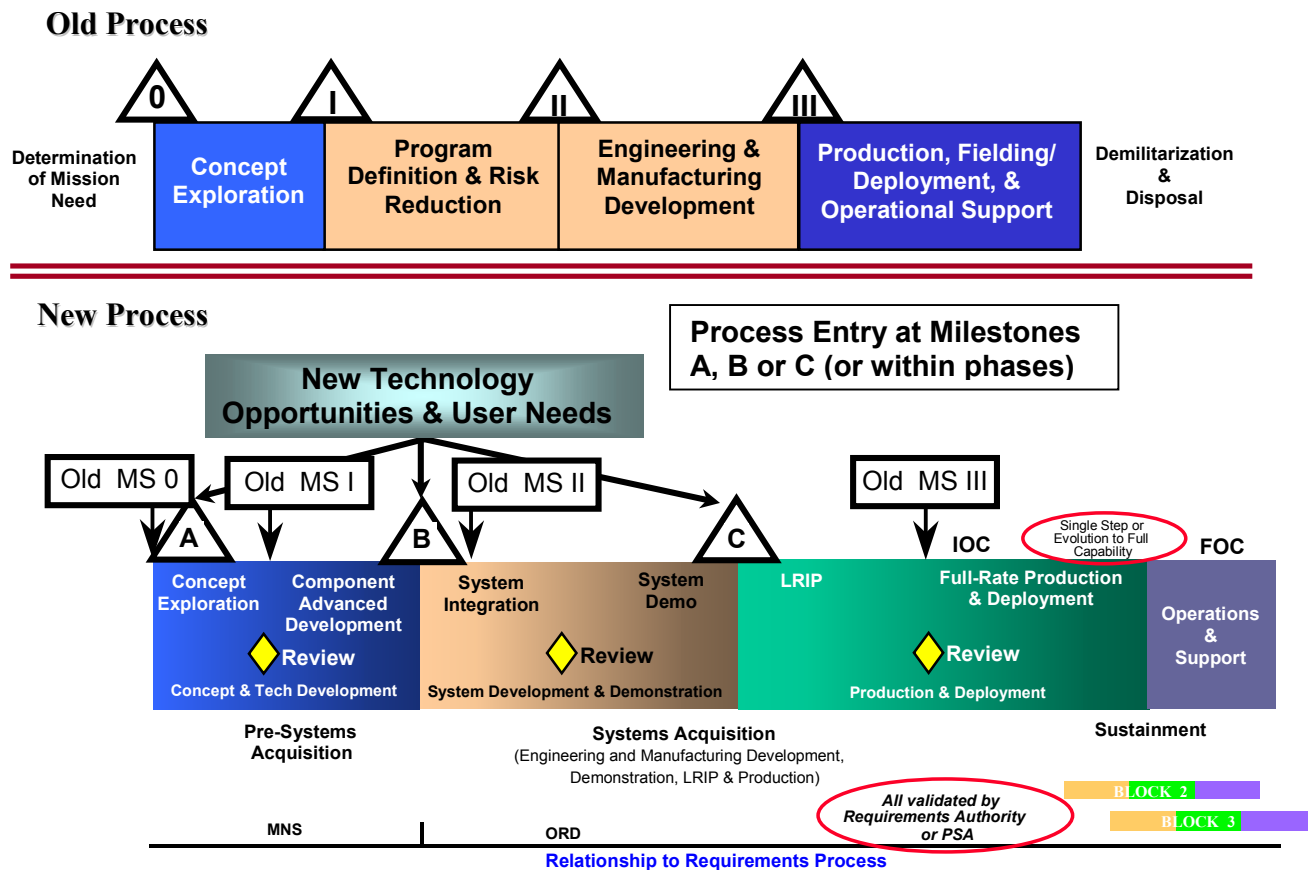 Old Process
0
I
II
III
Determination
of Mission
Need
Concept
Exploration
Program
Definition & Risk
Reduction
Engineering &
Manufacturing
Development
Production, Fielding/
Deployment, &
Operational Support
Demilitarization
&
Disposal
New Process
Process Entry at Milestones
A, B or C (or within phases)
New Technology
Opportunities & User Needs
Old MS 0
Old MS I
Old MS II
Old MS III
A
B
C
IOC
Single Step or
Evolution to Full
Capability
FOC
Concept
Exploration
Component
Advanced
Development
Review
Concept & Tech Development
System
Integration
System
Demo
Review
System Development & Demonstration
LRIP
Full-Rate Production
& Deployment
Review
Production & Deployment
Operations
&
Support
Pre-Systems
Acquisition
Systems Acquisition
(Engineering and Manufacturing Development,
Demonstration, LRIP & Production)
Sustainment
BLOCK 2
BLOCK 3
All validated by
Requirements Authority
or PSA
MNS
ORD
Relationship to Requirements Process